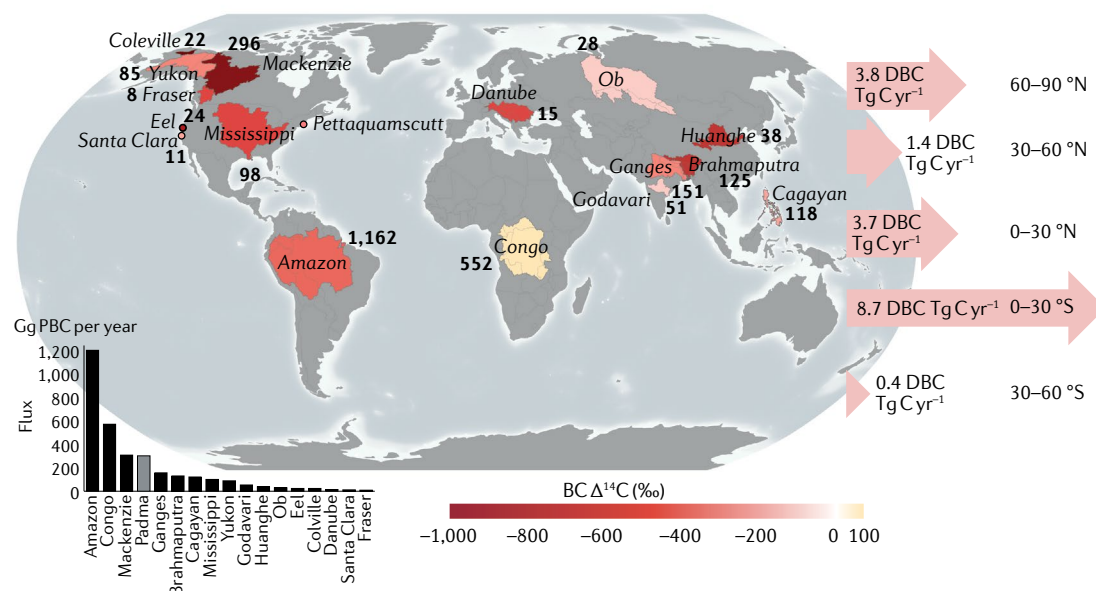 Coleville 22
296
Mackenzie
85 Yukon
8 Fraser
Eel 24
Santa Clara
11
Mississippi
Pettaquamscutt
98
28
Ob
Danube
15
Huanghe 38
Ganges
Brahmaputra
125
151
Godavari
51
Cagayan
118
1,162
Amazon
Congo
552
3.8 DBC
Tg C yr⁻¹
60–90 °N
1.4 DBC
Tg C yr⁻¹
30–60 °N
3.7 DBC
Tg C yr⁻¹
0–30 °N
8.7 DBC Tg C yr⁻¹
0–30 °S
0.4 DBC
Tg C yr⁻¹
30–60 °S
Gg PBC per year
1,200
1,000
800
600
400
200
0
Flux
Amazon
Congo
Mackenzie
Padma
Ganges
Brahmaputra
Cagayan
Mississippi
Yukon
Godavari
Huanghe
Ob
Eel
Colville
Danube
Santa Clara
Fraser
BC Δ¹⁴C (‰)
−1,000 −800 −600 −400 −200 0 100